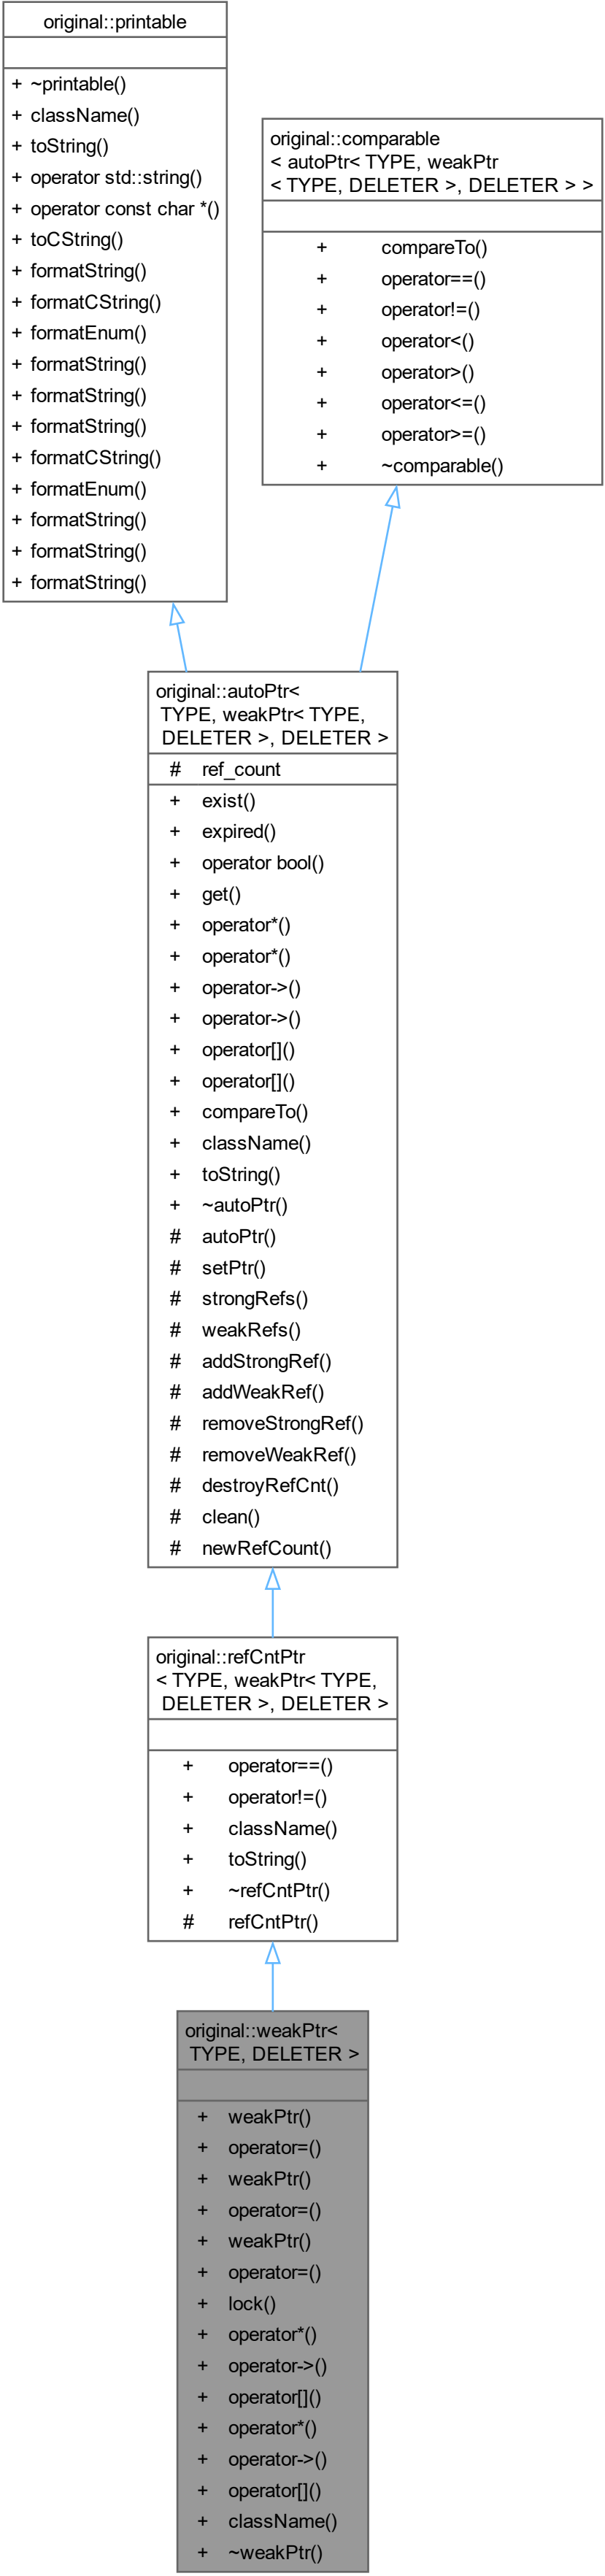 original::printable
+ ~printable()
+ className()
+ toString()
+ operator std::string()
+ operator const char *()
+ toCString()
+ formatString()
+ formatCString()
+ formatEnum()
+ formatString()
+ formatString()
+ formatString()
+ formatCString()
+ formatEnum()
+ formatString()
+ formatString()
+ formatString()
original::comparable
< autoPtr< TYPE, weakPtr
< TYPE, DELETER >, DELETER > >
+ compareTo()
+ operator==()
+ operator!=()
+ operator<()
+ operator>()
+ operator<=()
+ operator>=()
+ ~comparable()
original::autoPtr<
TYPE, weakPtr< TYPE,
DELETER >, DELETER >
# ref_count
+ exist()
+ expired()
+ operator bool()
+ get()
+ operator*()
+ operator*()
+ operator->()
+ operator->()
+ operator[]()
+ operator[]()
+ compareTo()
+ className()
+ toString()
+ ~autoPtr()
# autoPtr()
# setPtr()
# strongRefs()
# weakRefs()
# addStrongRef()
# addWeakRef()
# removeStrongRef()
# removeWeakRef()
# destroyRefCnt()
# clean()
# newRefCount()
original::refCntPtr
< TYPE, weakPtr< TYPE,
DELETER >, DELETER >
+ operator==()
+ operator!=()
+ className()
+ toString()
+ ~refCntPtr()
# refCntPtr()
original::weakPtr<
TYPE, DELETER >
+ weakPtr()
+ operator=()
+ weakPtr()
+ operator=()
+ weakPtr()
+ operator=()
+ lock()
+ operator*()
+ operator->()
+ operator[]()
+ operator*()
+ operator->()
+ operator[]()
+ className()
+ ~weakPtr()